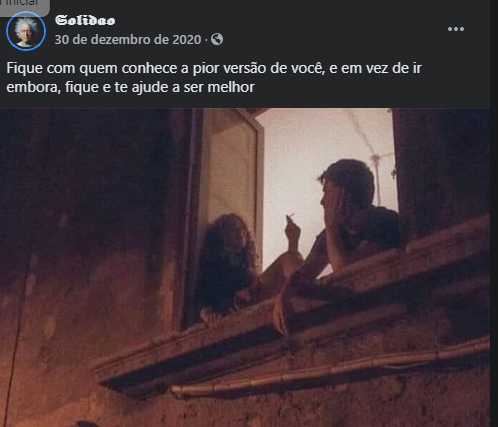 Inicial
Solidao
30 de dezembro de 2020 ·
Fique com quem conhece a pior versão de você, e em vez de ir
embora, fique e te ajude a ser melhor